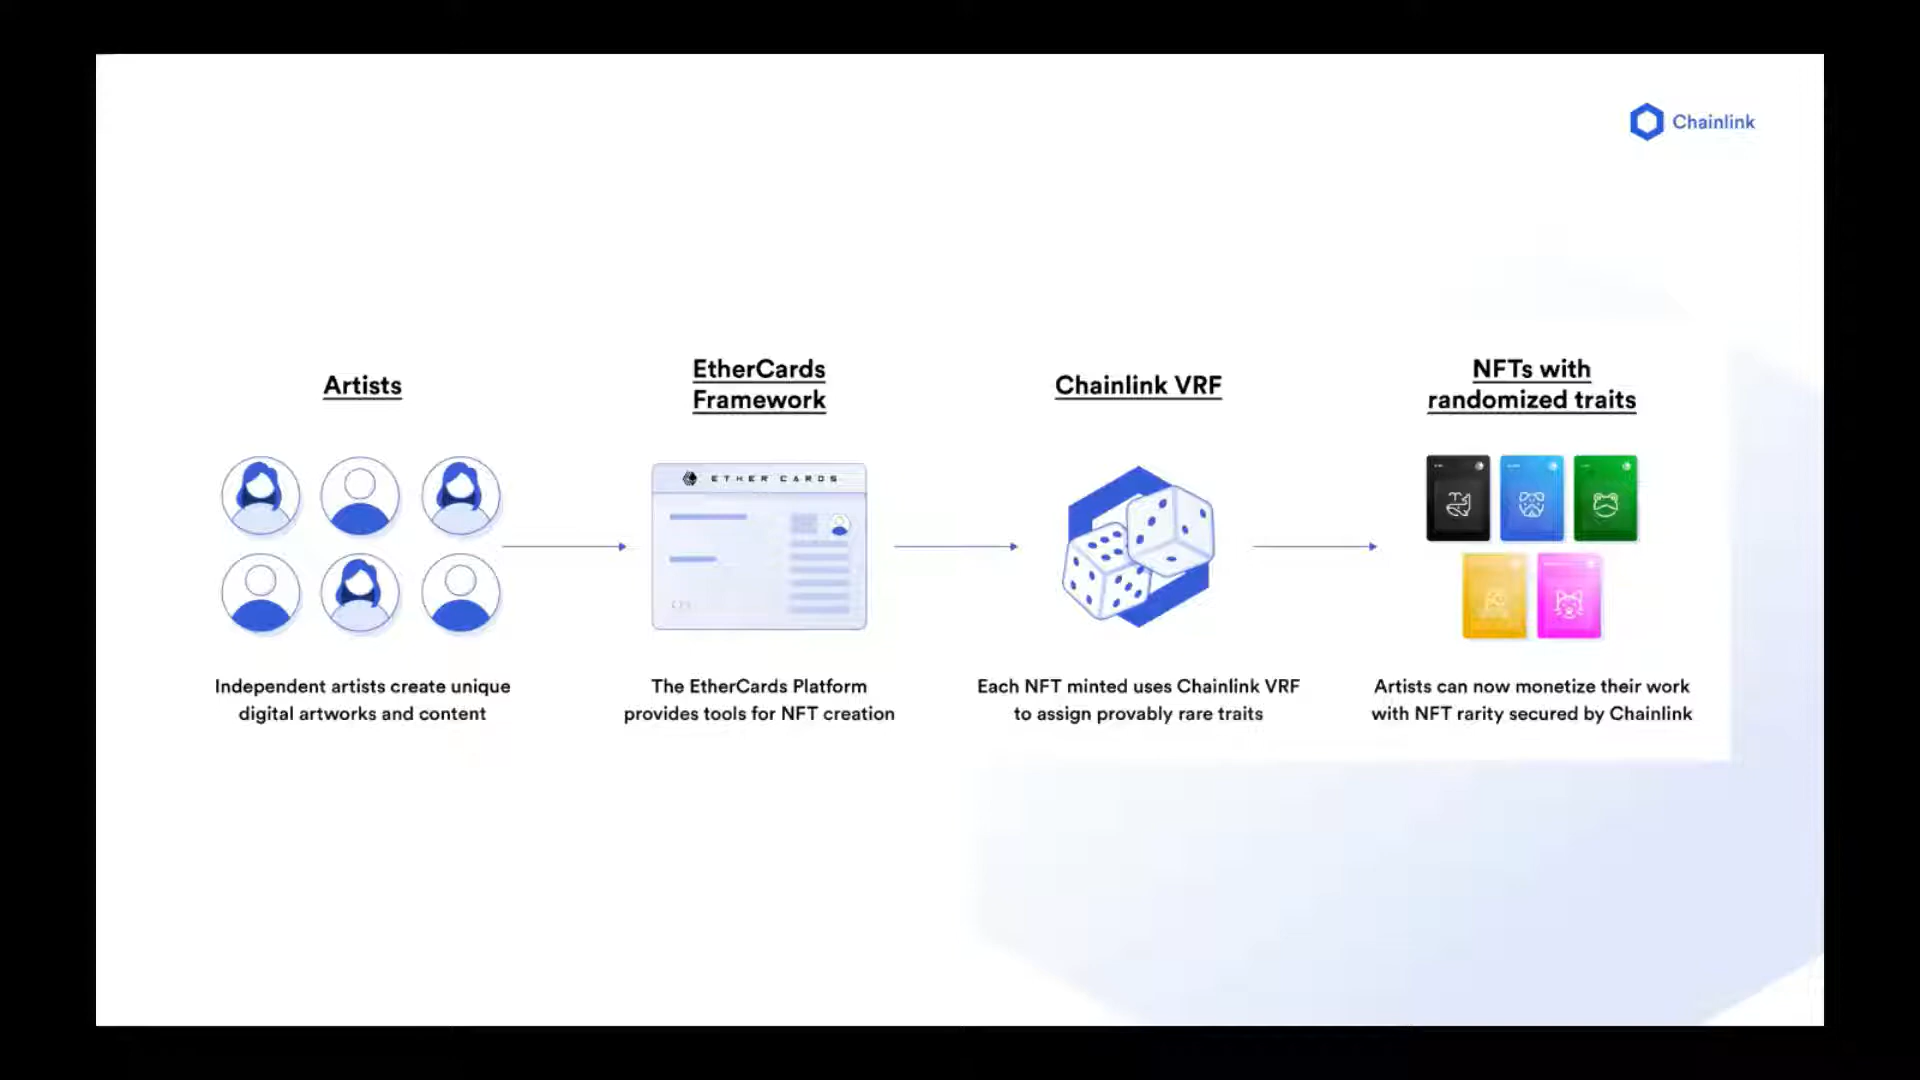 Chainlink
Artists
EtherCards
Framework
Chainlink VRF
NFTs with
randomized traits
ETHER CARDS
Independent artists create unique
digital artworks and content
The EtherCards Platform
provides tools for NFT creation
Each NFT minted uses Chainlink VRF
to assign provably rare traits
Artists can now monetize their work
with NFT rarity secured by Chainlink